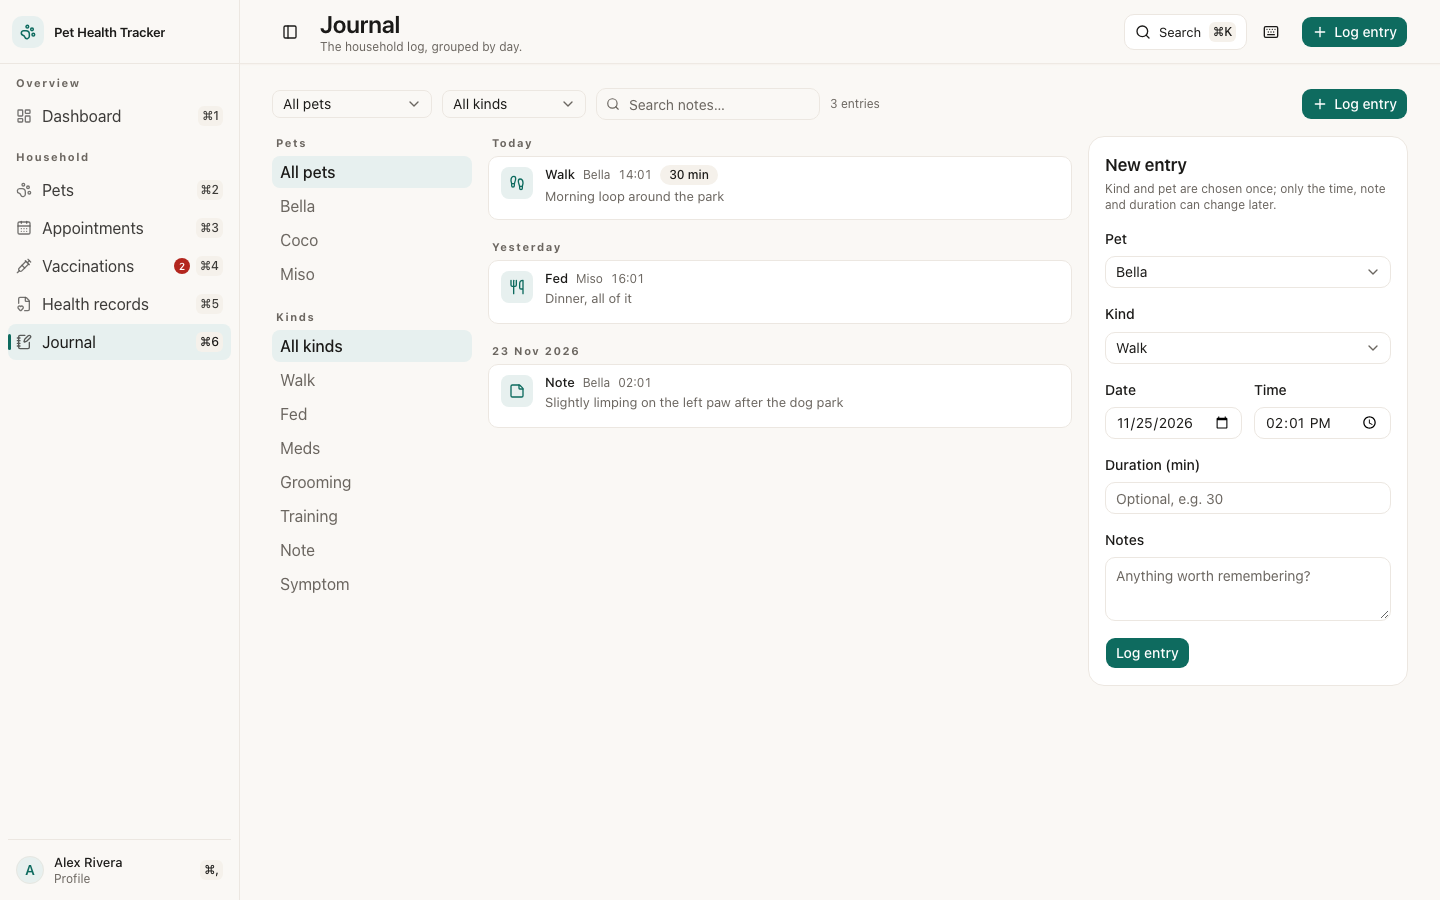 Pet Health Tracker
Overview
Dashboard ⌘1
Household
Pets ⌘2
Appointments ⌘3
Vaccinations 2 ⌘4
Health records ⌘5
Journal ⌘6
Alex Rivera
A
Profile
⌘,
Journal
The household log, grouped by day.
Search ⌘K
Log entry
All pets
All kinds
Search notes...
3 entries
Log entry
Pets
All pets
Bella
Coco
Miso
Kinds
All kinds
Walk
Fed
Meds
Grooming
Training
Note
Symptom
Today
Walk Bella 14:01 30 min
Morning loop around the park
Yesterday
Fed Miso 16:01
Dinner, all of it
23 Nov 2026
Note Bella 02:01
Slightly limping on the left paw after the dog park
New entry
Kind and pet are chosen once; only the time, note
and duration can change later.
Pet
Bella
Kind
Walk
Date Time
11/25/2026 02:01 PM
Duration (min)
Optional, e.g. 30
Notes
Anything worth remembering?
Log entry